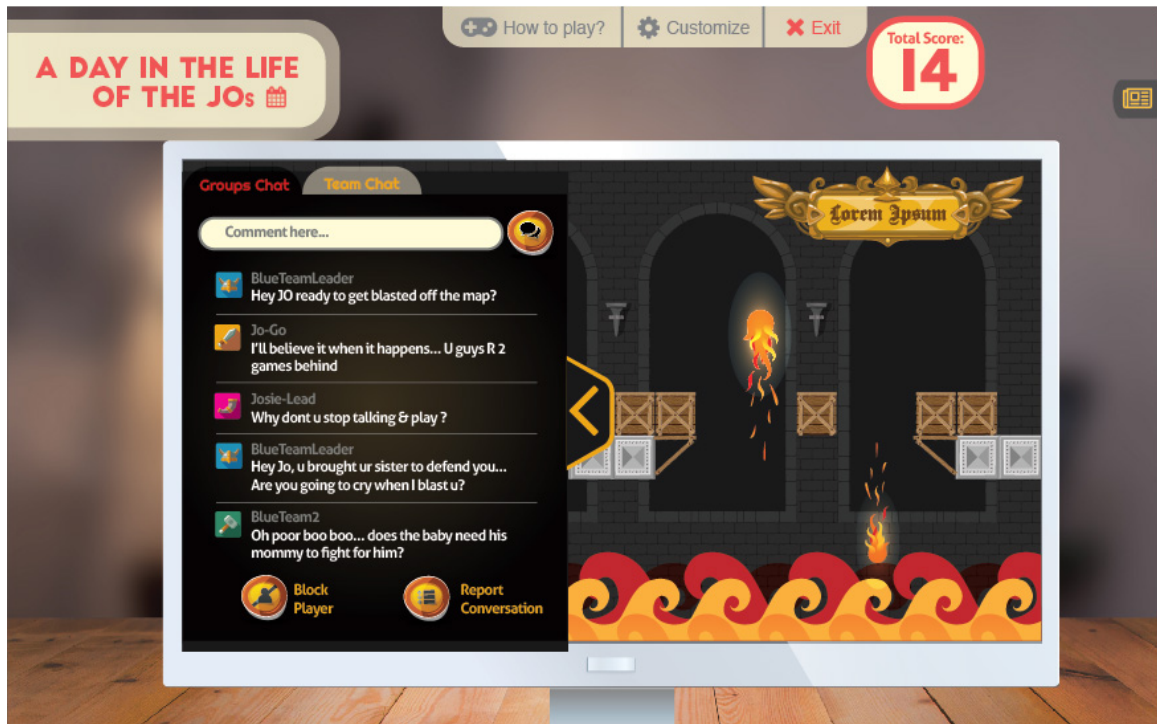 How to play?
Customize
Exit
Total Score:
14
A DAY IN THE LIFE
OF THE JOs
Groups Chat
Team Chat
Comment here...
BlueTeamLeader
Hey JO ready to get blasted off the map?
Jo-Go
I'll believe it when it happens... U guys R 2
games behind
Josie-Lead
Why dont u stop talking & play ?
BlueTeamLeader
Hey Jo, u brought ur sister to defend you...
Are you going to cry when I blast u?
BlueTeam2
Oh poor boo boo... does the baby need his
mommy to fight for him?
Block
Player
Report
Conversation
Lorem Ipsum